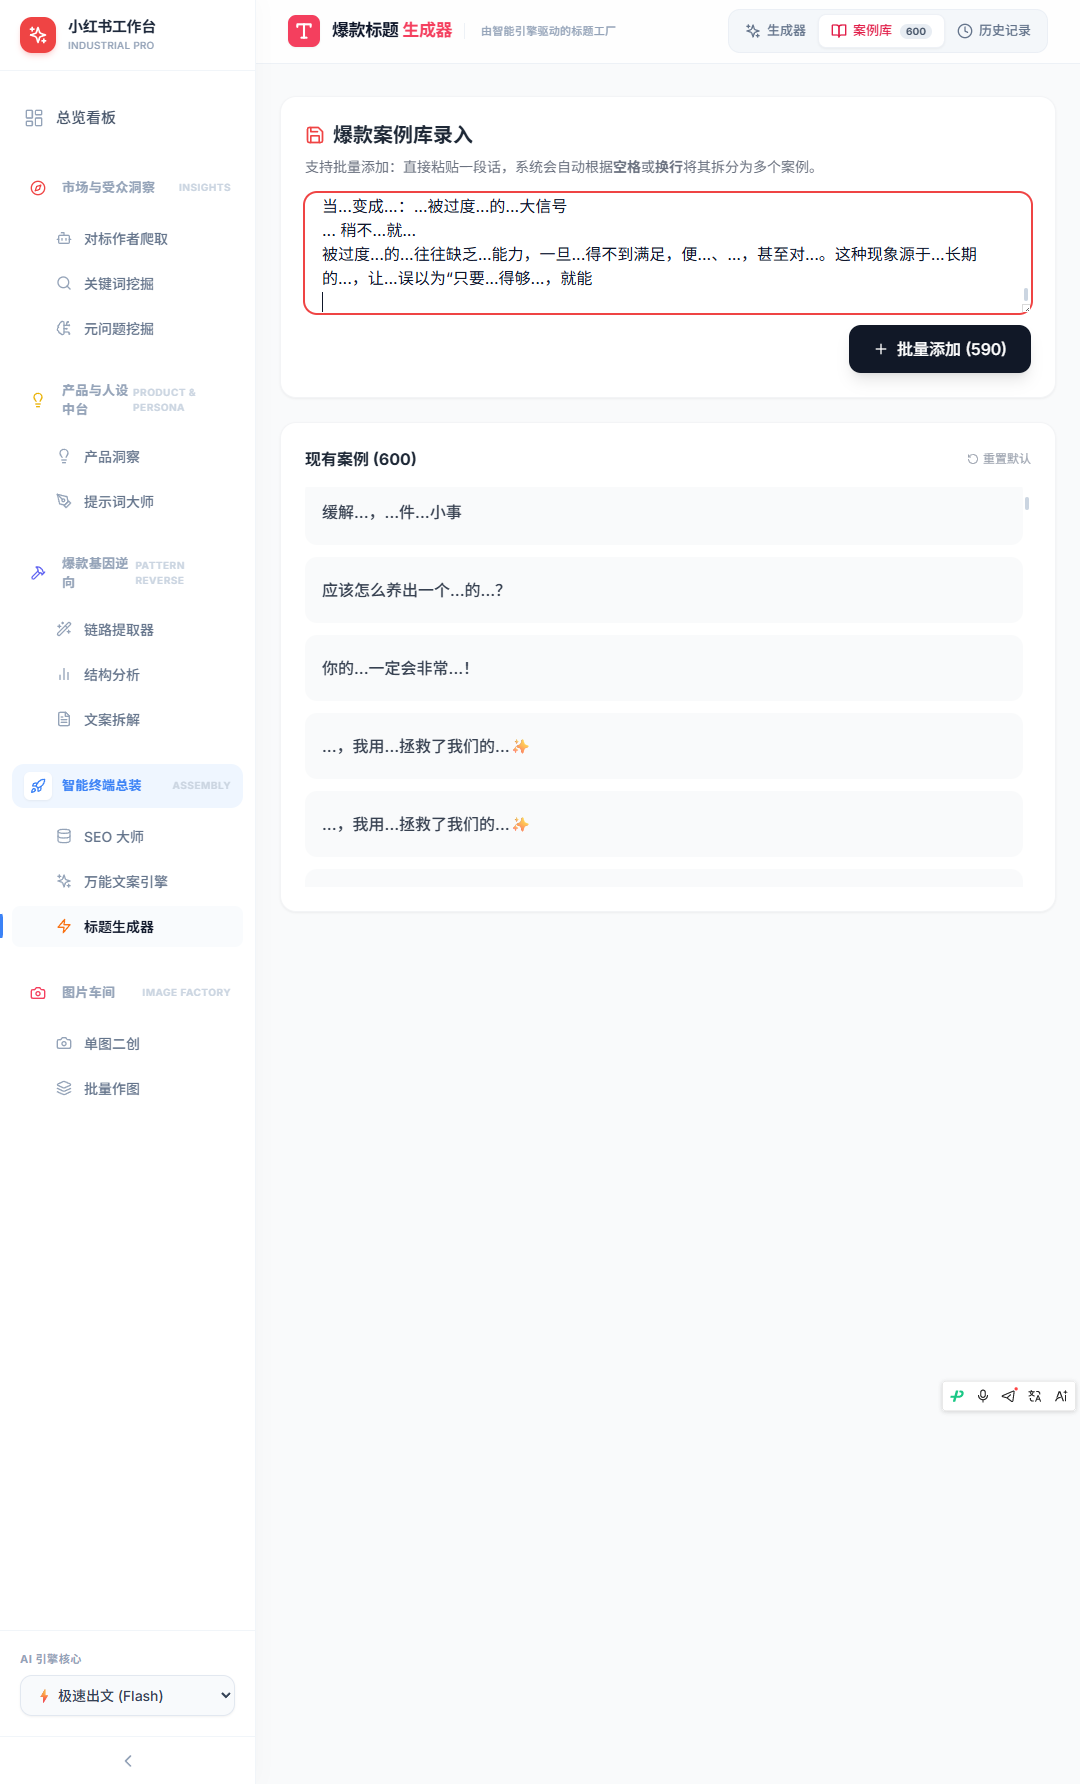 小红书工作台
INDUSTRIAL PRO
总览看板
市场与受众洞察 INSIGHTS
对标作者爬取
关键词挖掘
元问题挖掘
产品与人设中台 PRODUCT & PERSONA
产品洞察
提示词大师
爆款基因逆向 PATTERN REVERSE
链路提取器
结构分析
文案拆解
智能终端总装 ASSEMBLY
SEO 大师
万能文案引擎
标题生成器
图片车间 IMAGE FACTORY
单图二创
批量作图
AI 引擎核心
极速出文 (Flash)
爆款标题 生成器 由智能引擎驱动的标题工厂
生成器 案例库 600 历史记录
爆款案例库录入
支持批量添加：直接粘贴一段话，系统会自动根据空格或换行将其拆分为多个案例。
当...变成...：...被过度...的...大信号
... 稍不...就...
被过度...的...往往缺乏...能力，一旦...得不到满足，便...、...，甚至对...。这种现象源于...长期
的...，让...误以为“只要...得够...，就能
批量添加 (590)
现有案例 (600) 重置默认
缓解...，...件...小事
应该怎么养出一个...的...？
你的...一定会非常...！
...，我用...拯救了我们的...✨
...，我用...拯救了我们的...✨